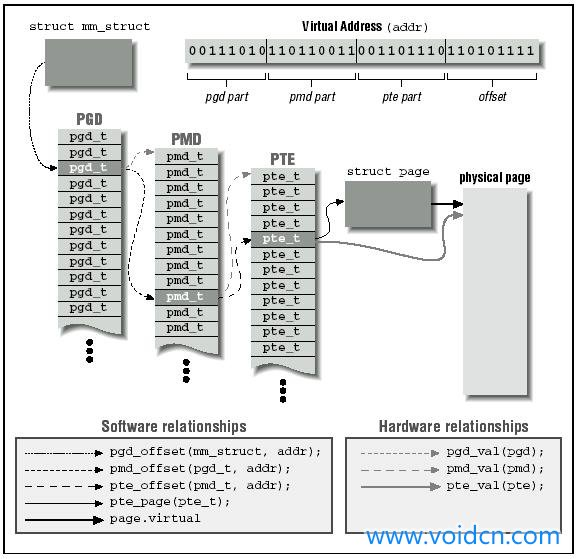 struct mm_struct
Virtual Address (addr)
00111010 110110011 001101110 110101111
pgd part pmd part pte part offset
PGD
pgd_t
pgd_t
pgd_t
pgd_t
pgd_t
pgd_t
pgd_t
pgd_t
pgd_t
pgd_t
pgd_t
pgd_t
PMD
pmd_t
pmd_t
pmd_t
pmd_t
pmd_t
pmd_t
pmd_t
pmd_t
pmd_t
pmd_t
pmd_t
pmd_t
PTE
pte_t
pte_t
pte_t
pte_t
pte_t
pte_t
pte_t
pte_t
pte_t
pte_t
pte_t
pte_t
struct page
physical page
Software relationships
pgd_offset(mm_struct, addr);
pmd_offset(pgd_t, addr);
pte_offset(pmd_t, addr);
pte_page(pte_t);
page.virtual
Hardware relationships
pgd_val(pgd);
pmd_val(pmd);
pte_val(pte);
www.voidcn.com